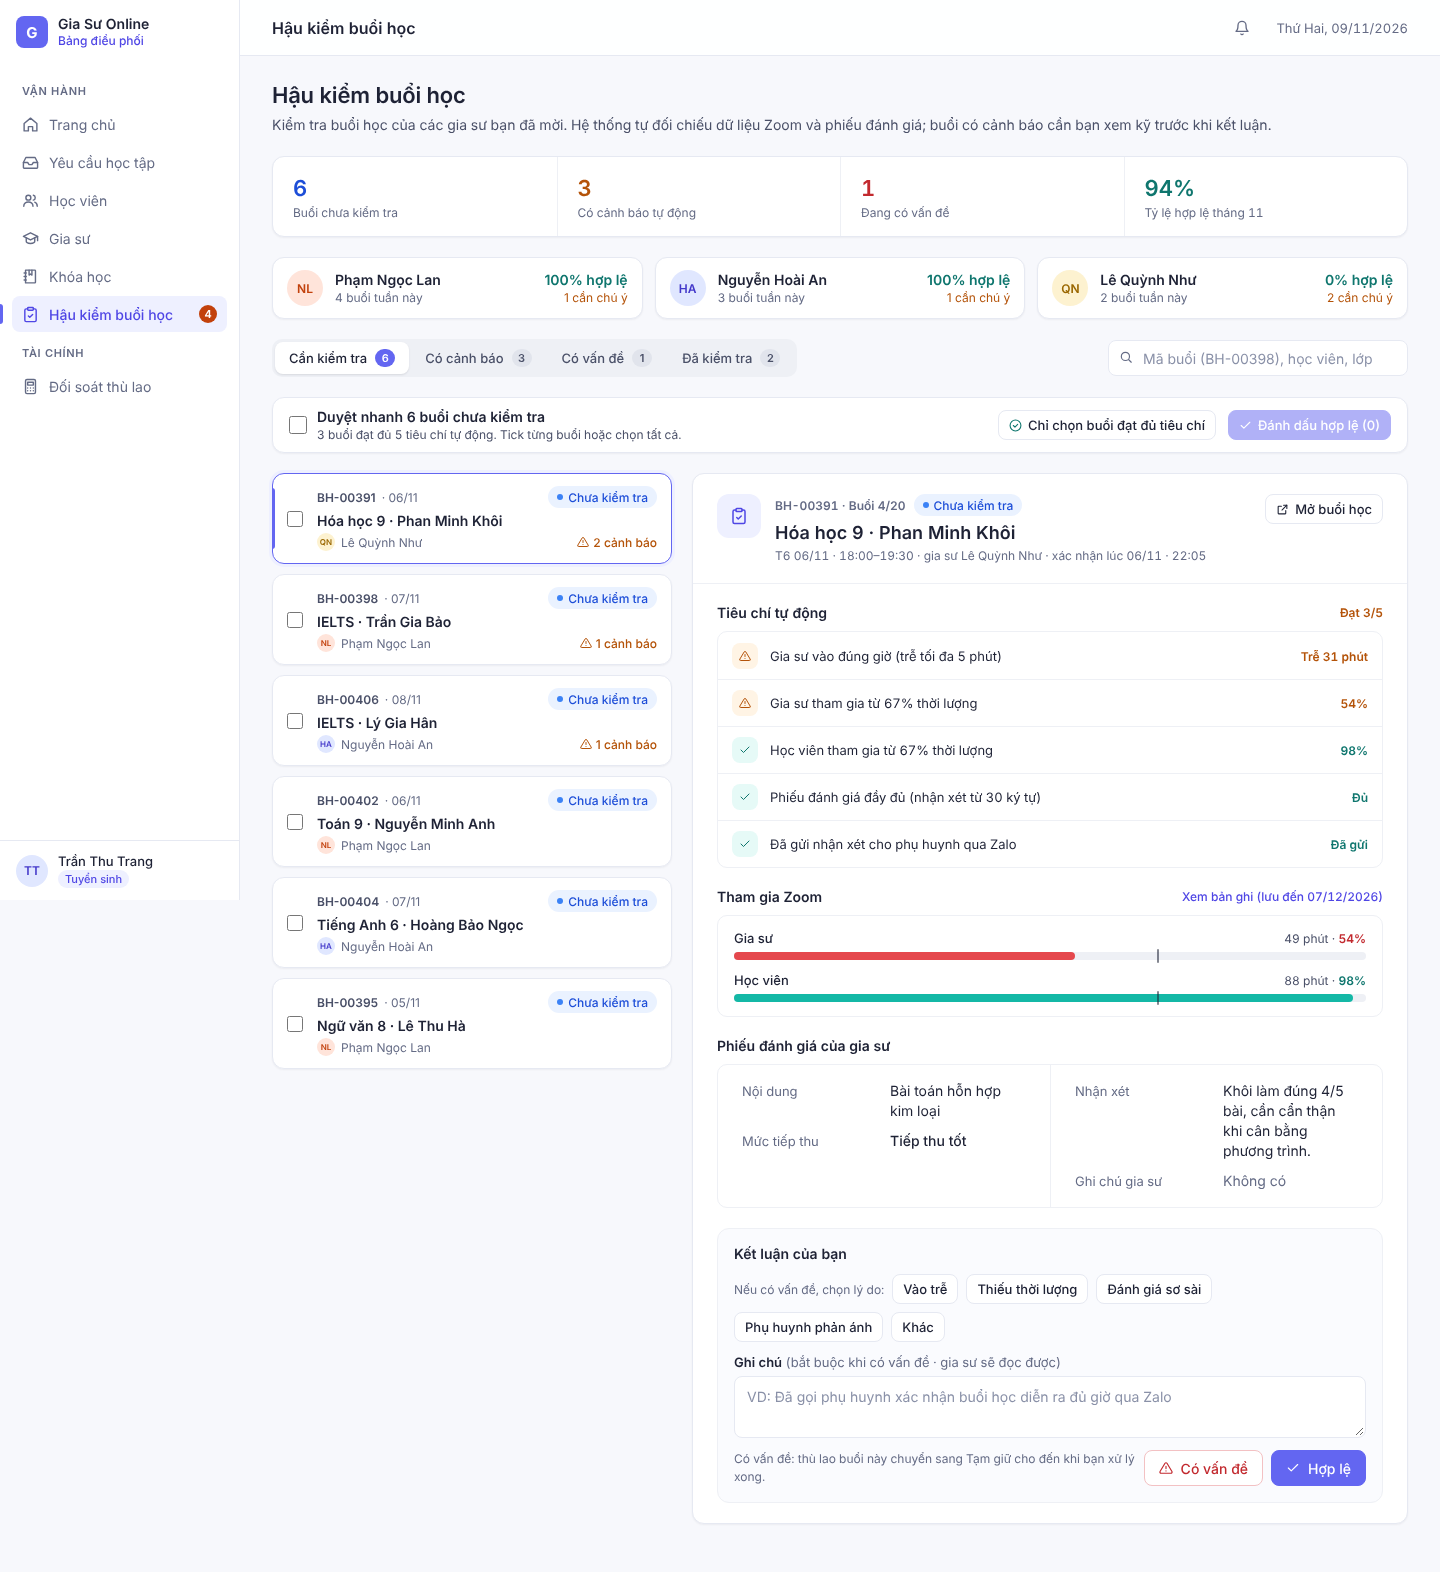 G
Gia Sư Online
Bảng điều phối
VẬN HÀNH
Trang chủ
Yêu cầu học tập
Học viên
Gia sư
Khóa học
Hậu kiểm buổi học 4
TÀI CHÍNH
Đối soát thù lao
TT
Trần Thu Trang
Tuyển sinh
Hậu kiểm buổi học
Thứ Hai, 09/11/2026
Hậu kiểm buổi học
Kiểm tra buổi học của các gia sư bạn đã mời. Hệ thống tự đối chiếu dữ liệu Zoom và phiếu đánh giá; buổi có cảnh báo cần bạn xem kỹ trước khi kết luận.
6
Buổi chưa kiểm tra
3
Có cảnh báo tự động
1
Đang có vấn đề
94%
Tỷ lệ hợp lệ tháng 11
NL
Phạm Ngọc Lan
4 buổi tuần này
100% hợp lệ
1 cần chú ý
HA
Nguyễn Hoài An
3 buổi tuần này
100% hợp lệ
1 cần chú ý
QN
Lê Quỳnh Như
2 buổi tuần này
0% hợp lệ
2 cần chú ý
Cần kiểm tra 6
Có cảnh báo 3
Có vấn đề 1
Đã kiểm tra 2
Mã buổi (BH-00398), học viên, lớp
Duyệt nhanh 6 buổi chưa kiểm tra
3 buổi đạt đủ 5 tiêu chí tự động. Tick từng buổi hoặc chọn tất cả.
Chỉ chọn buổi đạt đủ tiêu chí
Đánh dấu hợp lệ (0)
BH-00391 · 06/11
Chưa kiểm tra
Hóa học 9 · Phan Minh Khôi
QN Lê Quỳnh Như
2 cảnh báo
BH-00398 · 07/11
Chưa kiểm tra
IELTS · Trần Gia Bảo
NL Phạm Ngọc Lan
1 cảnh báo
BH-00406 · 08/11
Chưa kiểm tra
IELTS · Lý Gia Hân
HA Nguyễn Hoài An
1 cảnh báo
BH-00402 · 06/11
Chưa kiểm tra
Toán 9 · Nguyễn Minh Anh
NL Phạm Ngọc Lan
BH-00404 · 07/11
Chưa kiểm tra
Tiếng Anh 6 · Hoàng Bảo Ngọc
HA Nguyễn Hoài An
BH-00395 · 05/11
Chưa kiểm tra
Ngữ văn 8 · Lê Thu Hà
NL Phạm Ngọc Lan
BH-00391 · Buổi 4/20
Chưa kiểm tra
Hóa học 9 · Phan Minh Khôi
T6 06/11 · 18:00–19:30 · gia sư Lê Quỳnh Như · xác nhận lúc 06/11 · 22:05
Mở buổi học
Tiêu chí tự động
Đạt 3/5
Gia sư vào đúng giờ (trễ tối đa 5 phút)
Trễ 31 phút
Gia sư tham gia từ 67% thời lượng
54%
Học viên tham gia từ 67% thời lượng
98%
Phiếu đánh giá đầy đủ (nhận xét từ 30 ký tự)
Đủ
Đã gửi nhận xét cho phụ huynh qua Zalo
Đã gửi
Tham gia Zoom
Xem bản ghi (lưu đến 07/12/2026)
Gia sư
49 phút · 54%
Học viên
88 phút · 98%
Phiếu đánh giá của gia sư
Nội dung
Bài toán hỗn hợp
kim loại
Mức tiếp thu
Tiếp thu tốt
Nhận xét
Khôi làm đúng 4/5
bài, cần cẩn thận
khi cân bằng
phương trình.
Ghi chú gia sư
Không có
Kết luận của bạn
Nếu có vấn đề, chọn lý do:
Vào trễ
Thiếu thời lượng
Đánh giá sơ sài
Phụ huynh phản ánh
Khác
Ghi chú (bắt buộc khi có vấn đề · gia sư sẽ đọc được)
VD: Đã gọi phụ huynh xác nhận buổi học diễn ra đủ giờ qua Zalo
Có vấn đề: thù lao buổi này chuyển sang Tạm giữ cho đến khi bạn xử lý
xong.
Có vấn đề
Hợp lệ